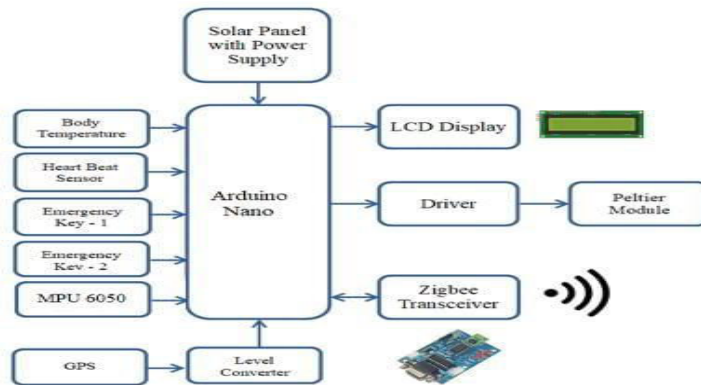 Solar Panel
with Power
Supply
Body
Temperature
Heart Beat
Sensor
Emergency
Key - 1
Emergency
Kev - 2
MPU 6050
GPS
Level
Converter
Arduino
Nano
LCD Display
Driver
Peltier
Module
Zigbee
Transceiver